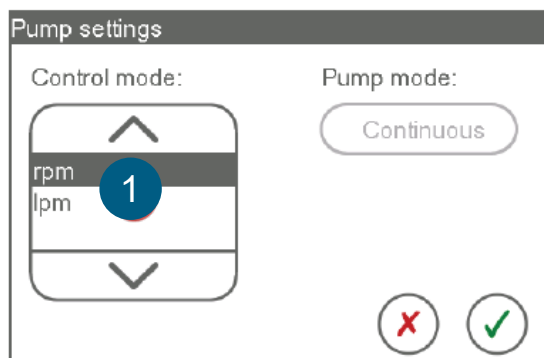 Pump settings
Control mode:
Pump mode:
Continuous
rpm
1
lpm